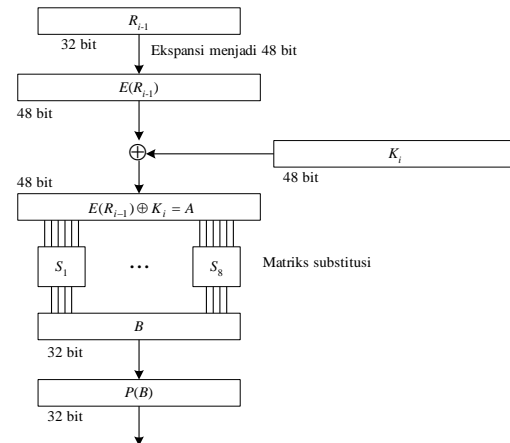 R_{i-1}
32 bit
Ekspansi menjadi 48 bit
E(R_{i-1})
48 bit
⊕
K_i
48 bit
48 bit
E(R_{i-1}) ⊕ K_i = A
S_1 ... S_8
Matriks substitusi
B
32 bit
P(B)
32 bit